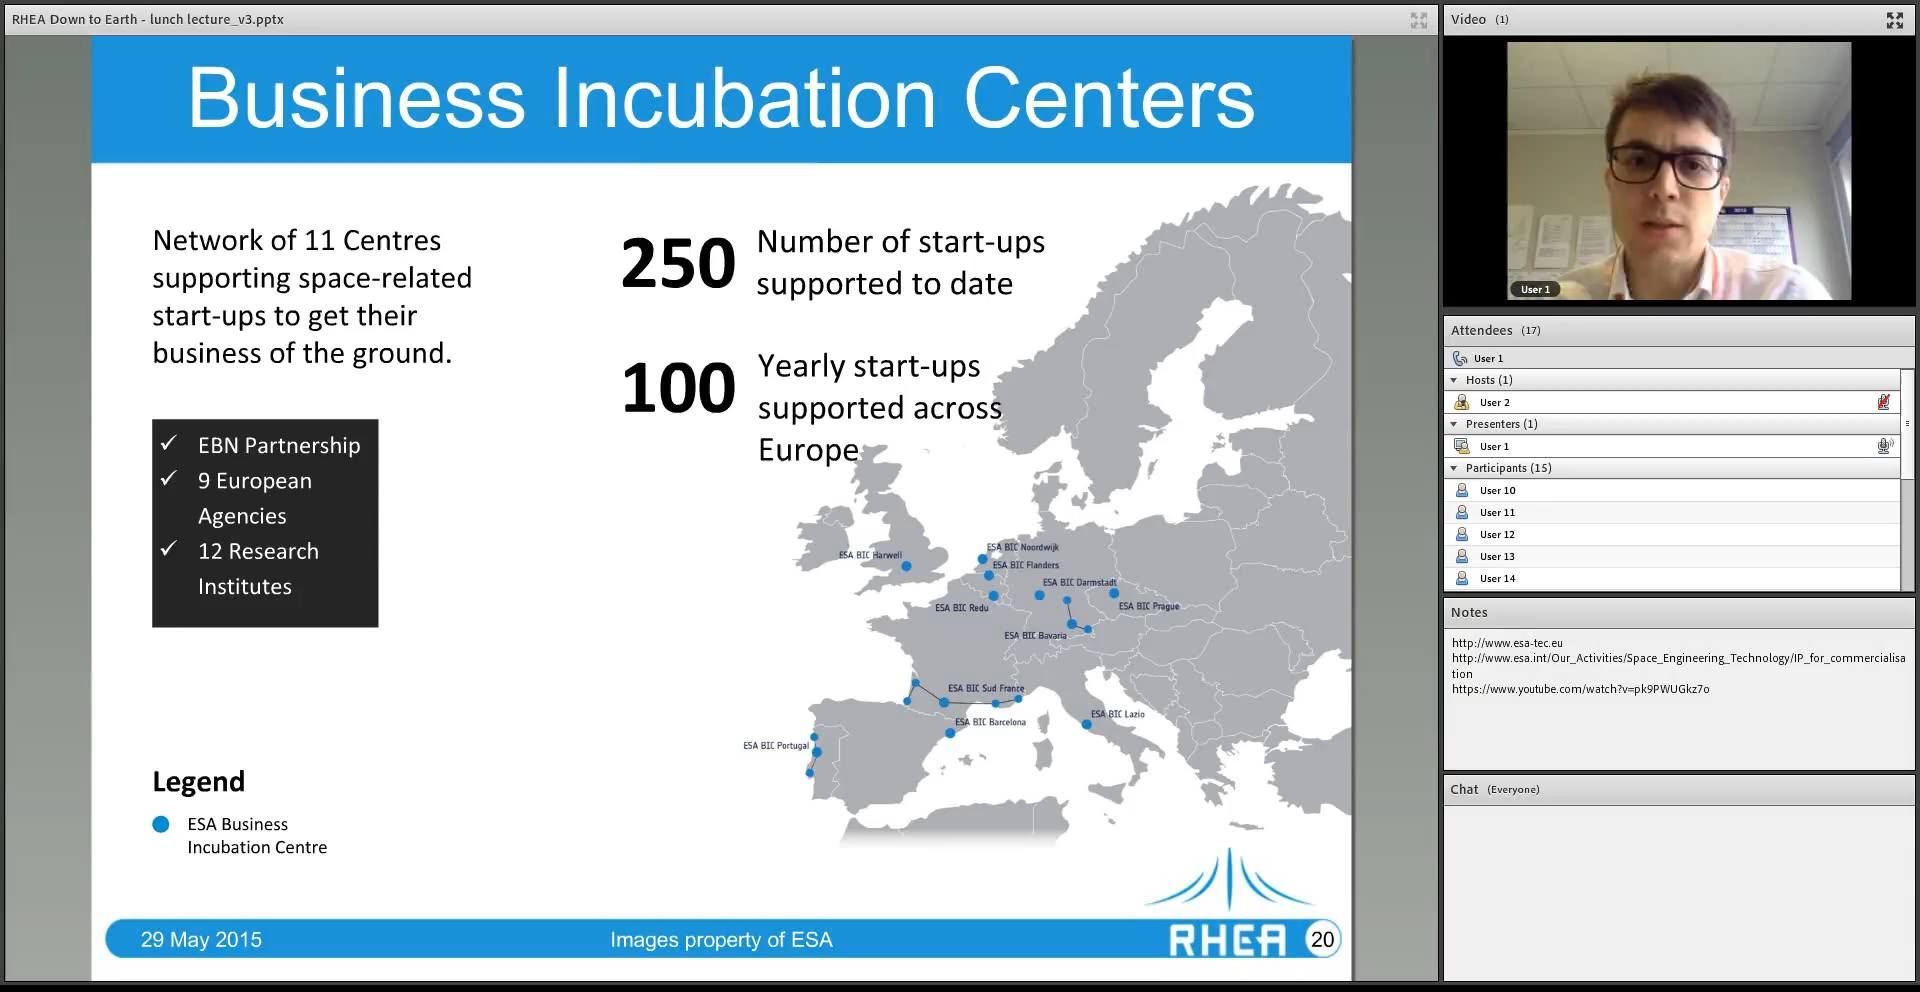 RHEA Down to Earth - lunch lecture_v3.pptx
Business Incubation Centers
Network of 11 Centres
supporting space-related
start-ups to get their
business of the ground.
250
Number of start-ups
supported to date
100
Yearly start-ups
supported across
Europe
EBN Partnership
9 European
Agencies
12 Research
Institutes
ESA BIC Harwell
ESA BIC Noordwijk
ESA BIC Flanders
ESA BIC Darmstadt
ESA BIC Redu
ESA BIC Prague
ESA BIC Bavaria
ESA BIC Sud France
ESA BIC Barcelona
ESA BIC Lazio
ESA BIC Portugal
Legend
ESA Business
Incubation Centre
29 May 2015
Images property of ESA
RHEA
20
Video (1)
User 1
Attendees (17)
User 1
Hosts (1)
User 2
Presenters (1)
User 1
Participants (15)
User 10
User 11
User 12
User 13
User 14
Notes
http://www.esa-tec.eu
http://www.esa.int/Our_Activities/Space_Engineering_Technology/IP_for_commercialisa
tion
https://www.youtube.com/watch?v=pk9PWUGkz7o
Chat (Everyone)